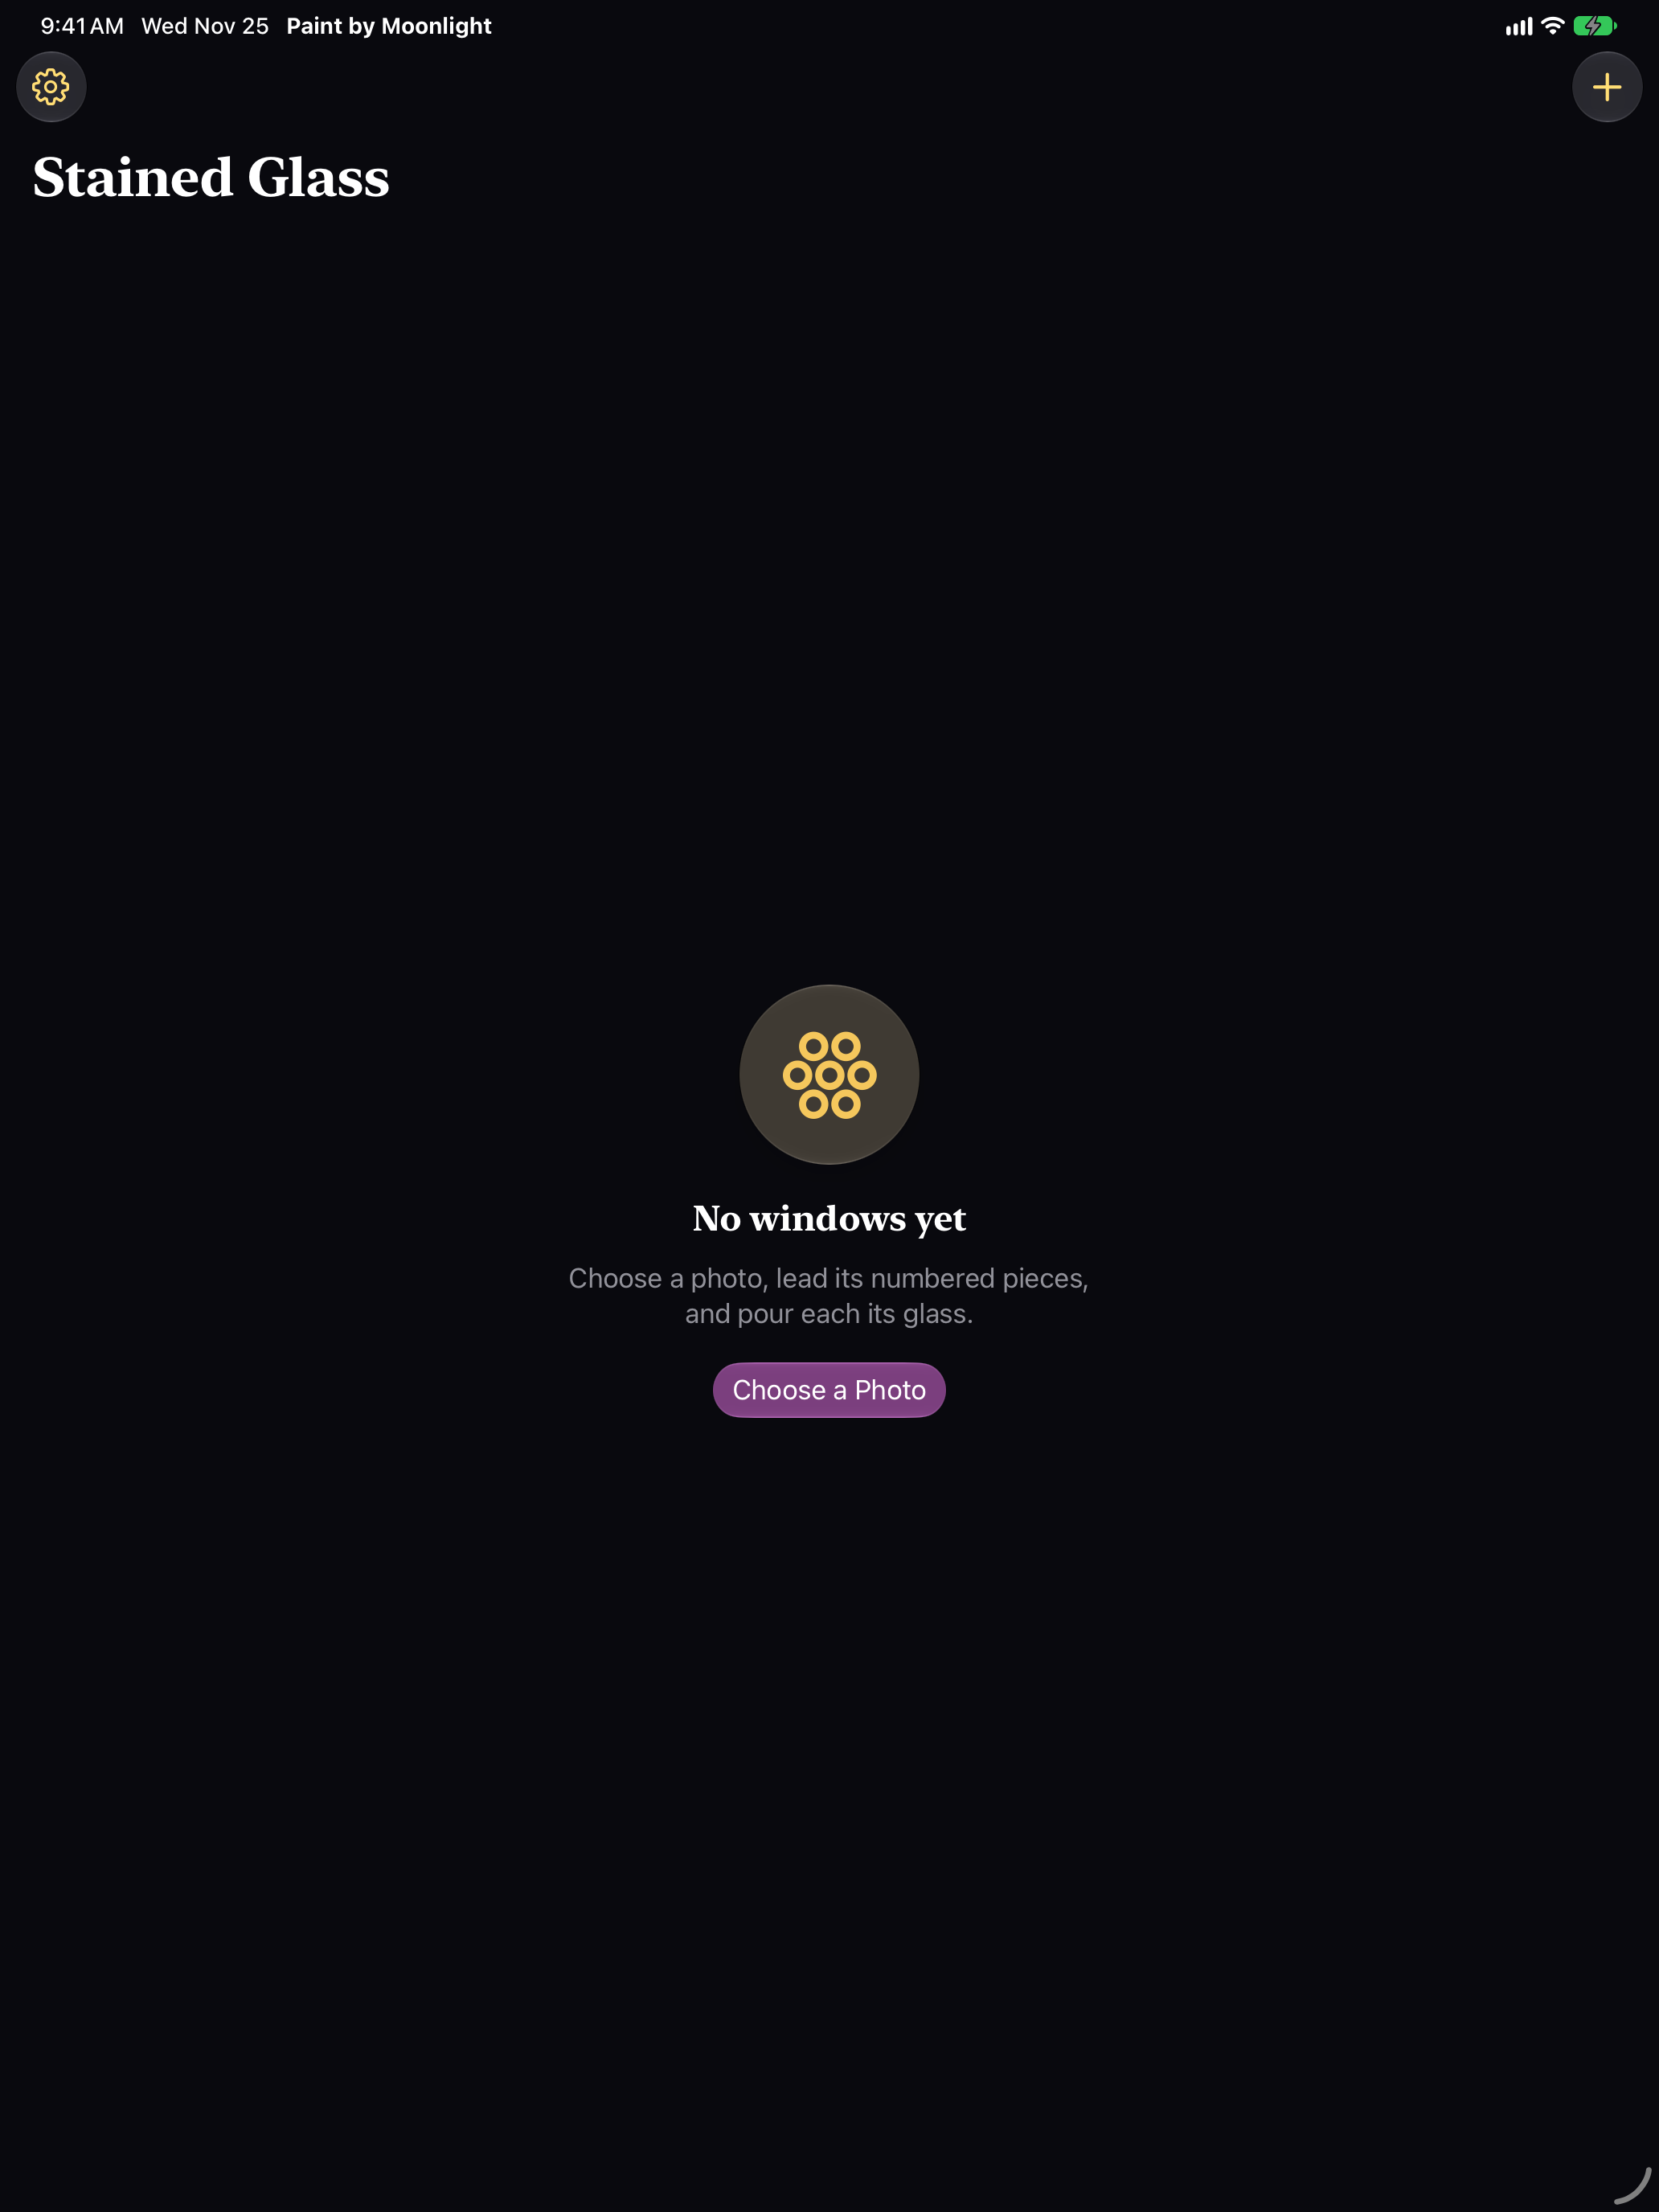 9:41 AM Wed Nov 25 Paint by Moonlight
Stained Glass
No windows yet
Choose a photo, lead its numbered pieces,
and pour each its glass.
Choose a Photo